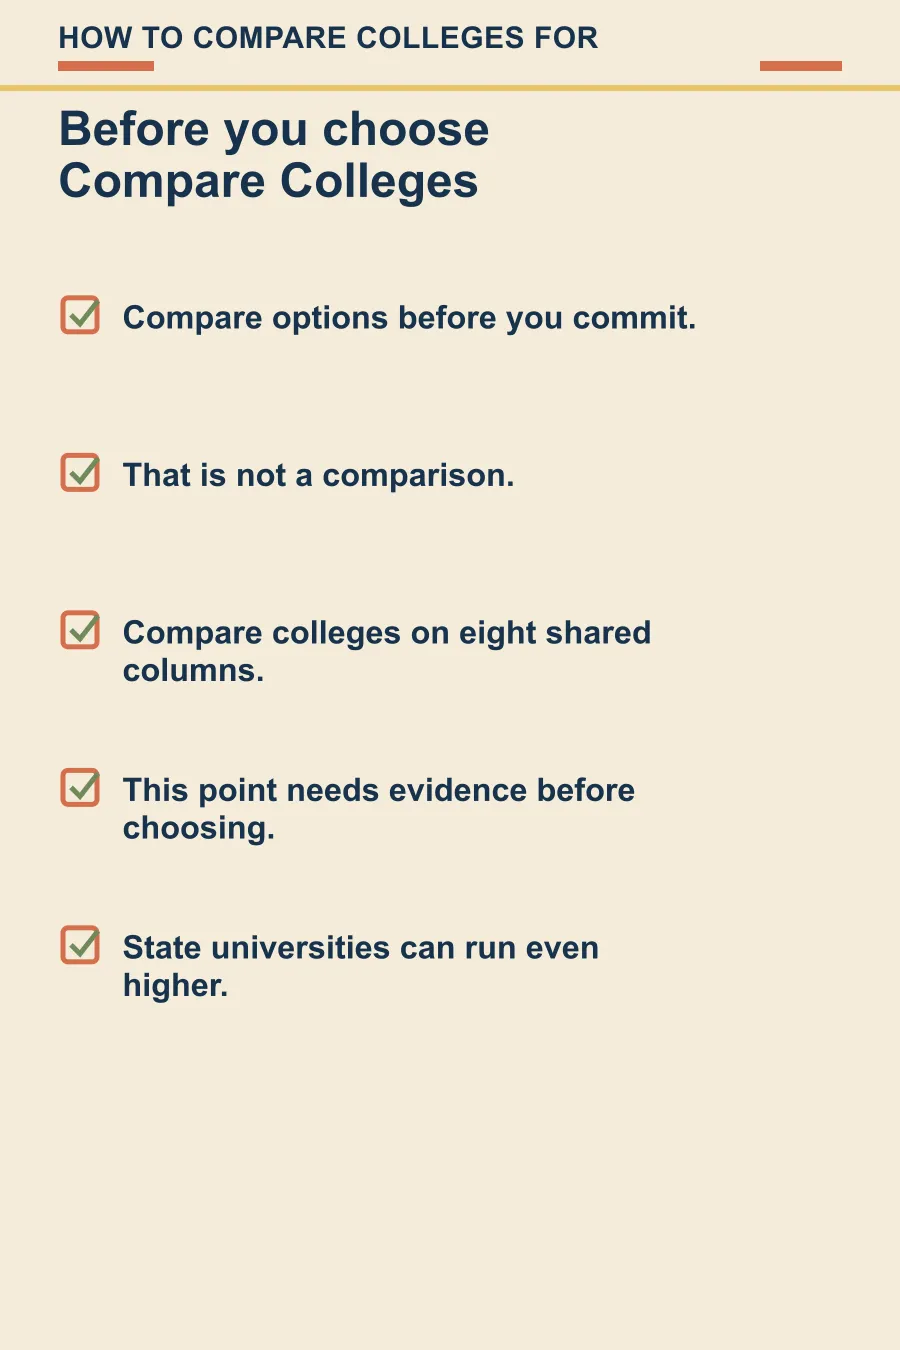 HOW TO COMPARE COLLEGES FOR
Before you choose
Compare Colleges
Compare options before you commit.
That is not a comparison.
Compare colleges on eight shared
columns.
This point needs evidence before
choosing.
State universities can run even
higher.